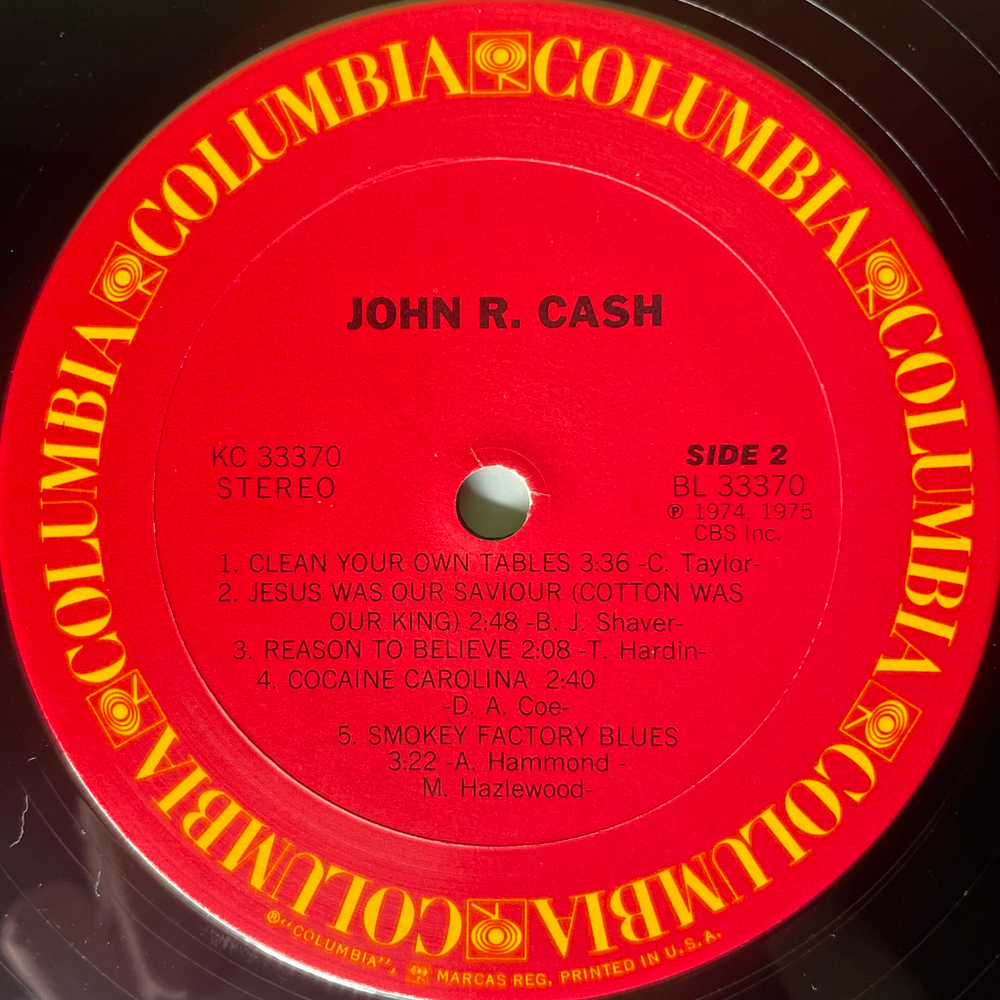 COLUMBIA COLUMBIA COLUMBIA COLUMBIA COLUMBIA COLUMBIA
JOHN R. CASH
KC 33370
STEREO
SIDE 2
BL 33370
℗ 1974, 1975
CBS Inc.
1. CLEAN YOUR OWN TABLES 3:36 -C. Taylor-
2. JESUS WAS OUR SAVIOUR (COTTON WAS
OUR KING) 2:48 -B. J. Shaver-
3. REASON TO BELIEVE 2:08 -T. Hardin-
4. COCAINE CAROLINA 2:40
-D. A. Coe-
5. SMOKEY FACTORY BLUES
3:22 -A. Hammond -
M. Hazlewood-
®"COLUMBIA", MARCAS REG. PRINTED IN U.S.A.